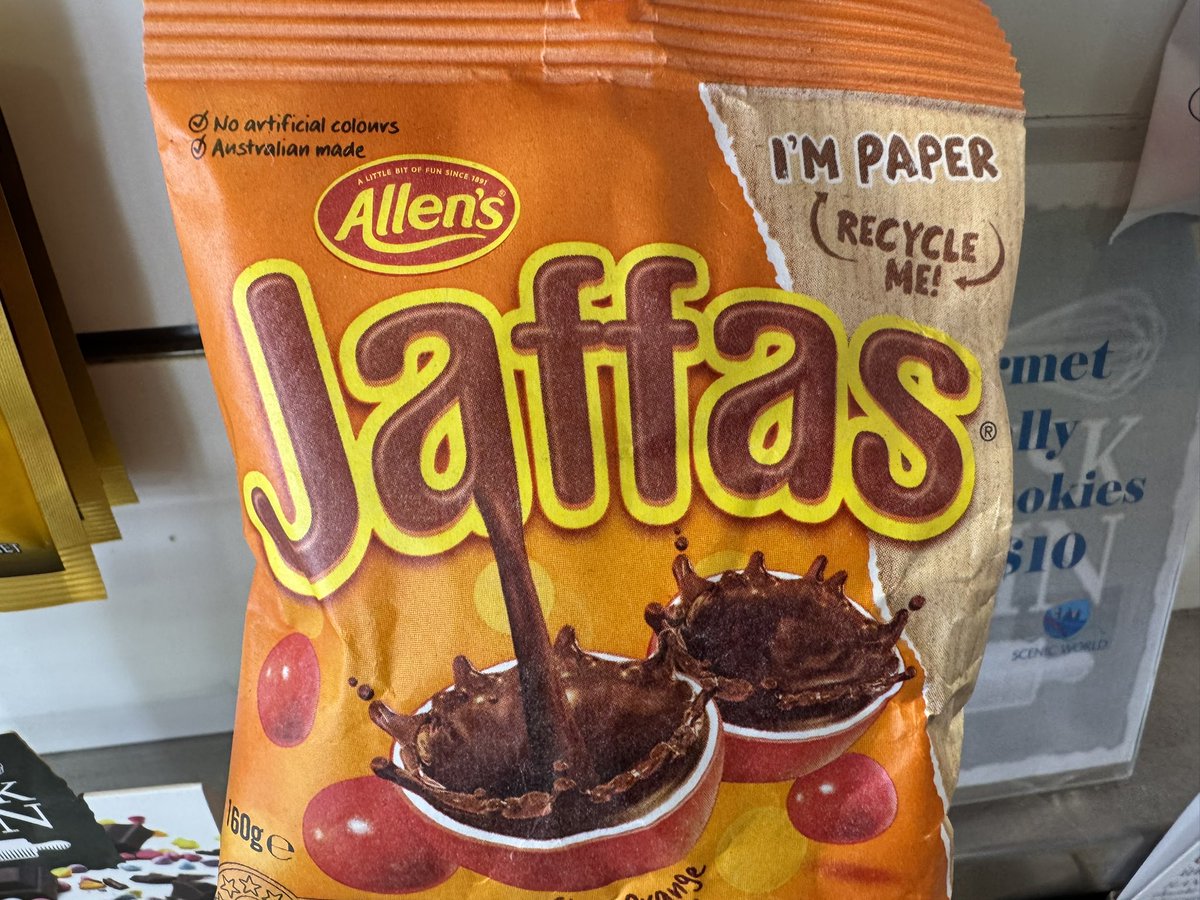 No artificial colours
Australian made
A LITTLE BIT OF FUN SINCE 1891
Allen's®
I'M PAPER
RECYCLE
ME!
Jaffas®
160g e
Orange
rmet
lly
okies
$10
SCENIC WORLD